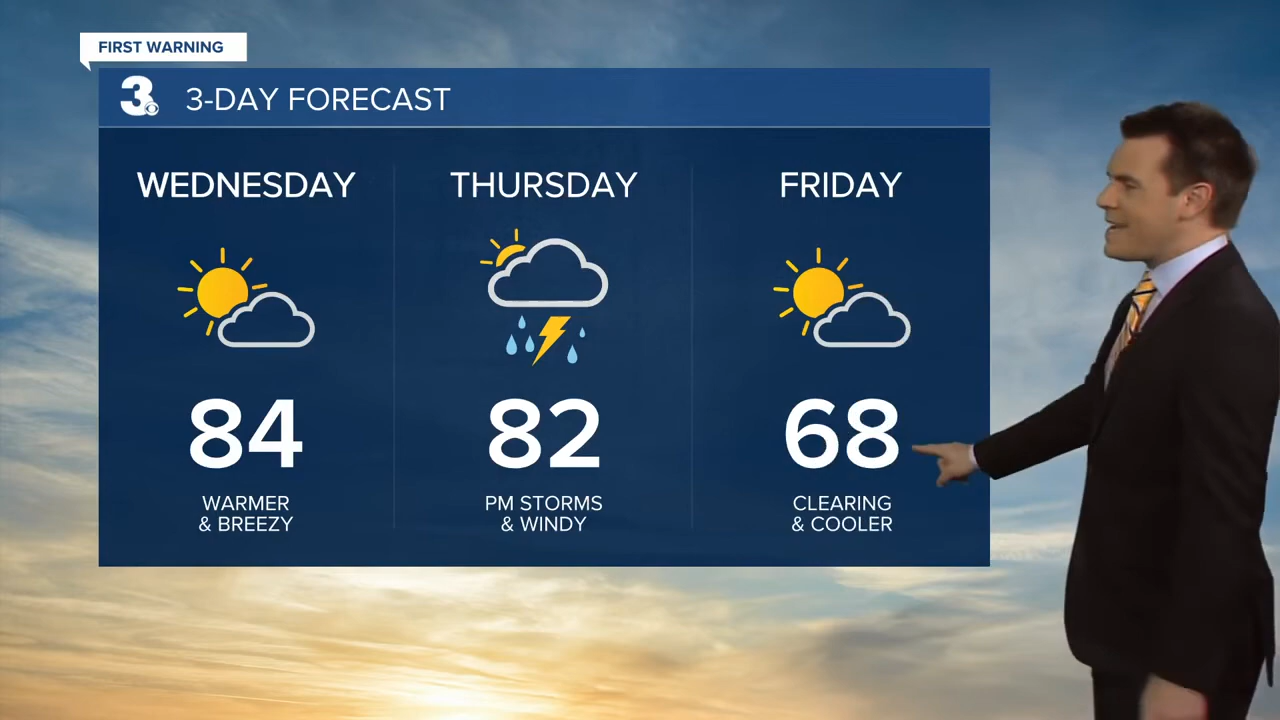 FIRST WARNING
3 3-DAY FORECAST
WEDNESDAY
84
WARMER
& BREEZY
THURSDAY
82
PM STORMS
& WINDY
FRIDAY
68
CLEARING
& COOLER